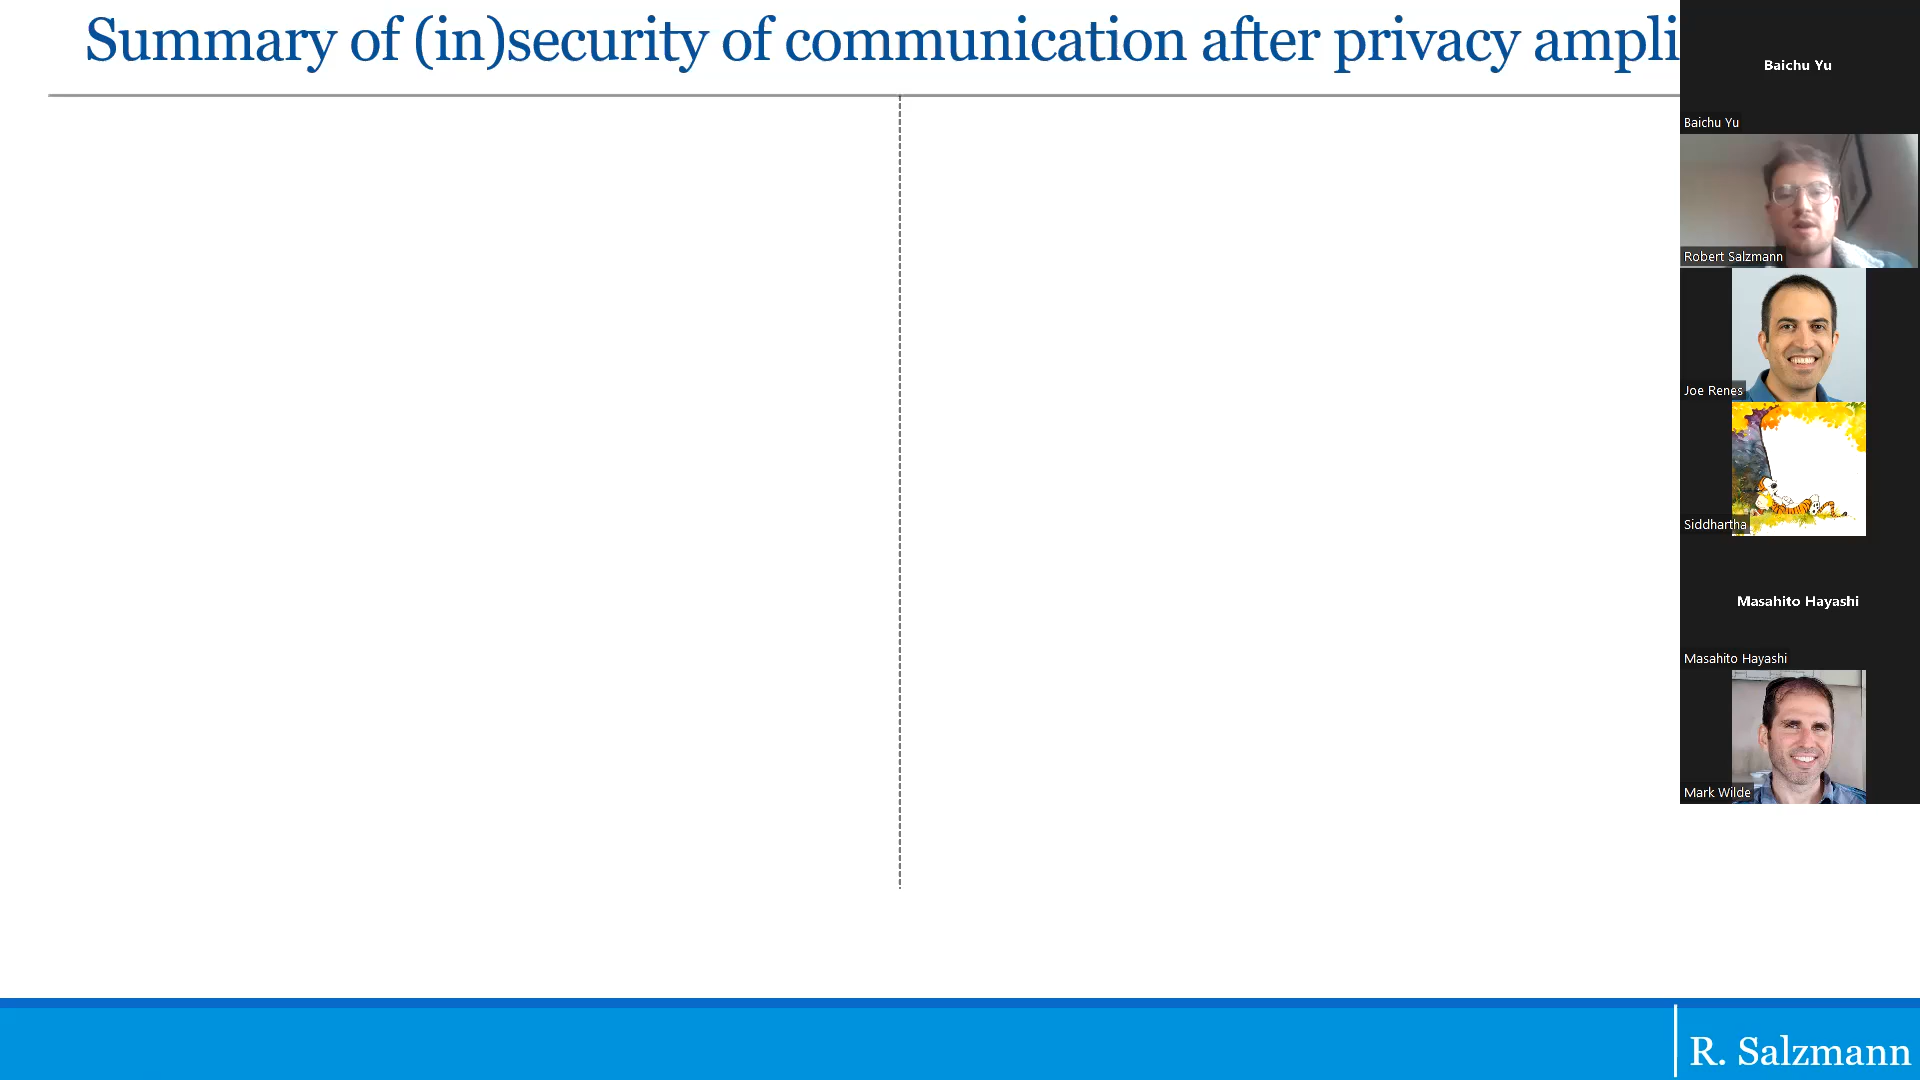 Summary of (in)security of communication after privacy ampli
Baichu Yu
Baichu Yu
Robert Salzmann
Joe Renes
Siddhartha
Masahito Hayashi
Masahito Hayashi
Mark Wilde
R. Salzmann